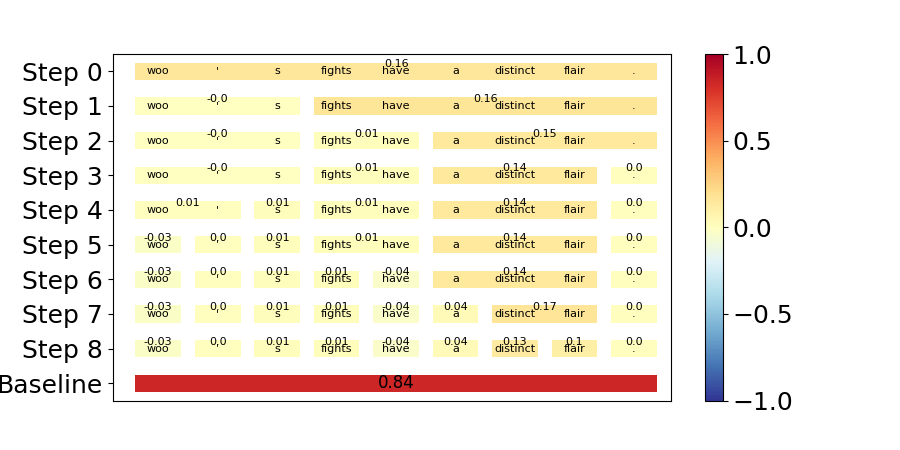 0.16
Step 0 woo ' s fights have a distinct flair .
-0.0 0.16
Step 1 woo ' s fights have a distinct flair .
-0.0 0.01 0.15
Step 2 woo ' s fights have a distinct flair .
-0.0 0.01 0.14 0.0
Step 3 woo ' s fights have a distinct flair .
0.01 0.01 0.01 0.14 0.0
Step 4 woo ' s fights have a distinct flair .
-0.03 0.0 0.01 0.01 0.14 0.0
Step 5 woo ' s fights have a distinct flair .
-0.03 0.0 0.01 0.01 -0.04 0.14 0.0
Step 6 woo ' s fights have a distinct flair .
-0.03 0.0 0.01 0.01 -0.04 0.04 0.17 0.0
Step 7 woo ' s fights have a distinct flair .
-0.03 0.0 0.01 0.01 -0.04 0.04 0.13 0.1 0.0
Step 8 woo ' s fights have a distinct flair .
Baseline 0.84
1.0
0.5
0.0
−0.5
−1.0